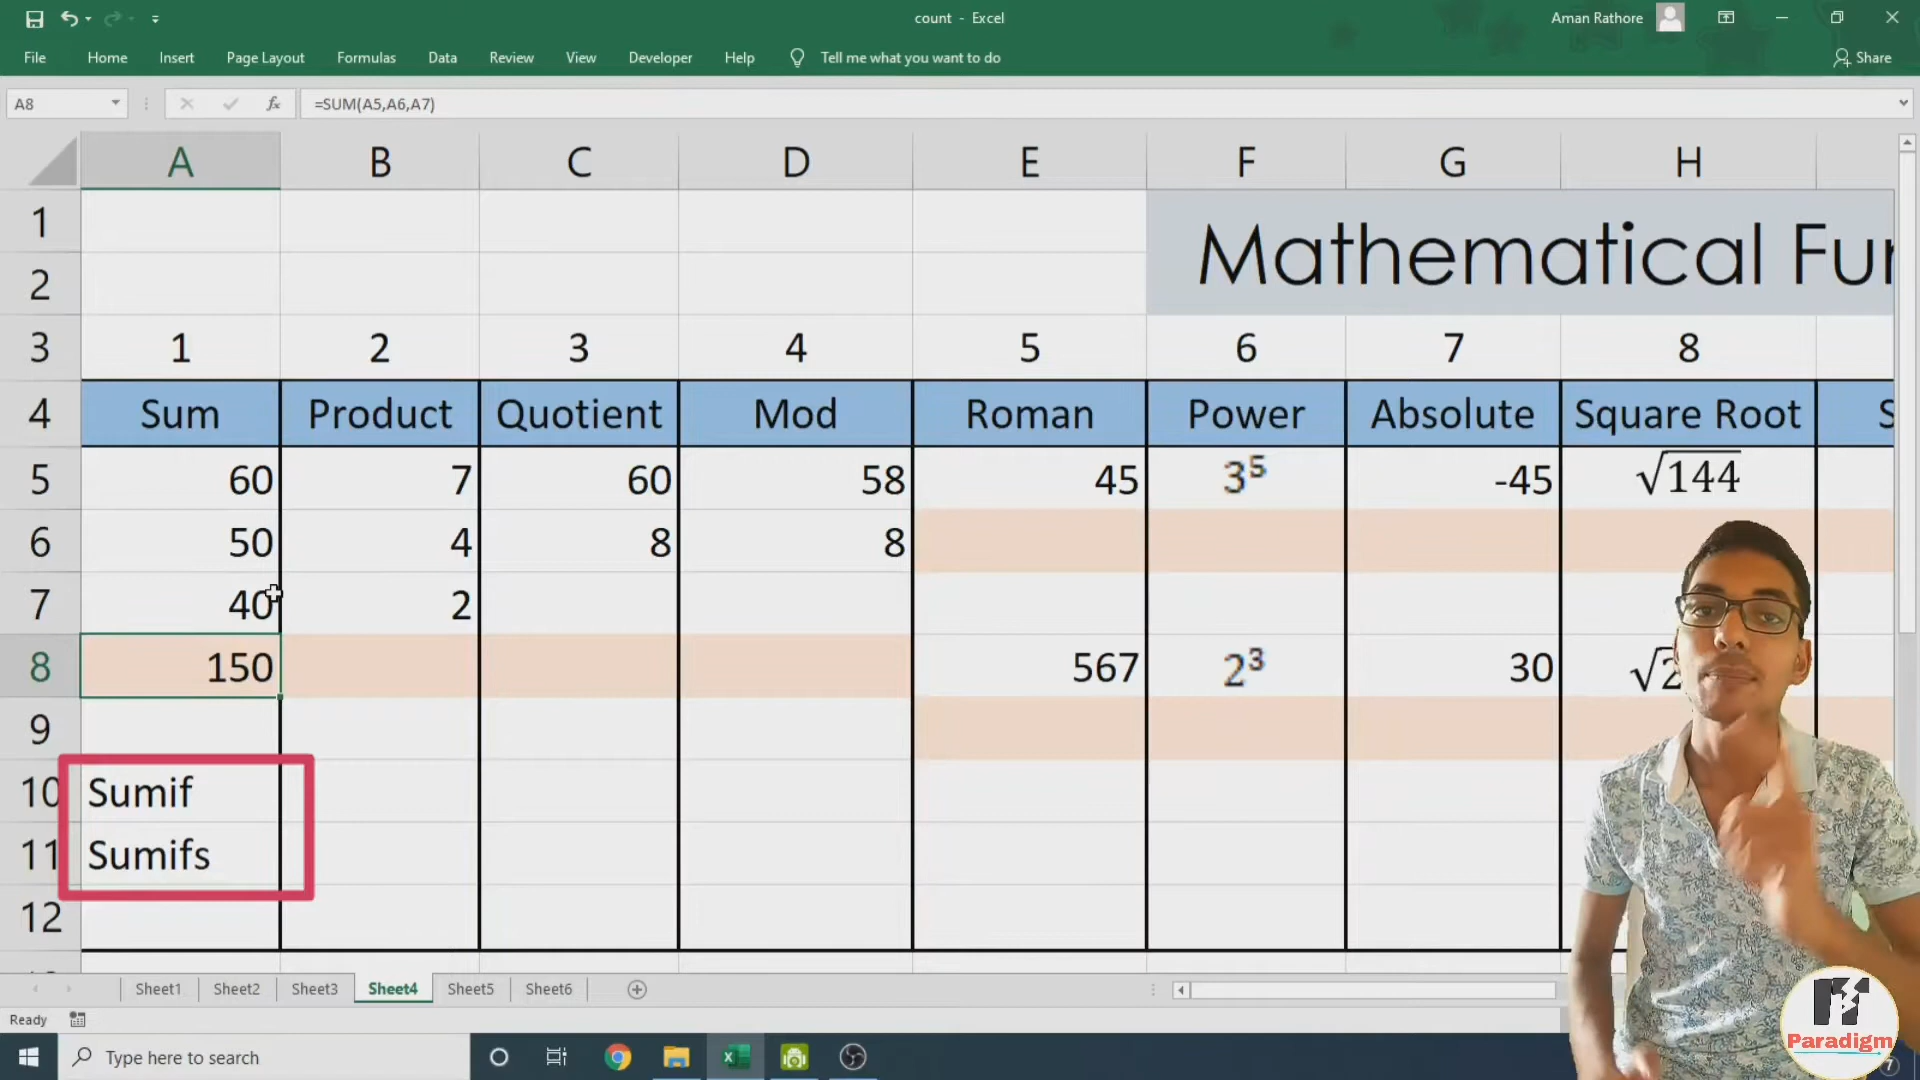 count - Excel
Aman Rathore
File Home Insert Page Layout Formulas Data Review View Developer Help Tell me what you want to do Share
A8 fx =SUM(A5,A6,A7)
A B C D E F G H
1
Mathematical Fu
2
3 1 2 3 4 5 6 7 8
4 Sum Product Quotient Mod Roman Power Absolute Square Root S
5 60 7 60 58 45 3⁵ -45 √144
6 50 4 8 8
7 40 2
8 150 567 2³ 30 √2
9
10 Sumif
11 Sumifs
12
Sheet1 Sheet2 Sheet3 Sheet4 Sheet5 Sheet6
Ready
Type here to search
Paradigm